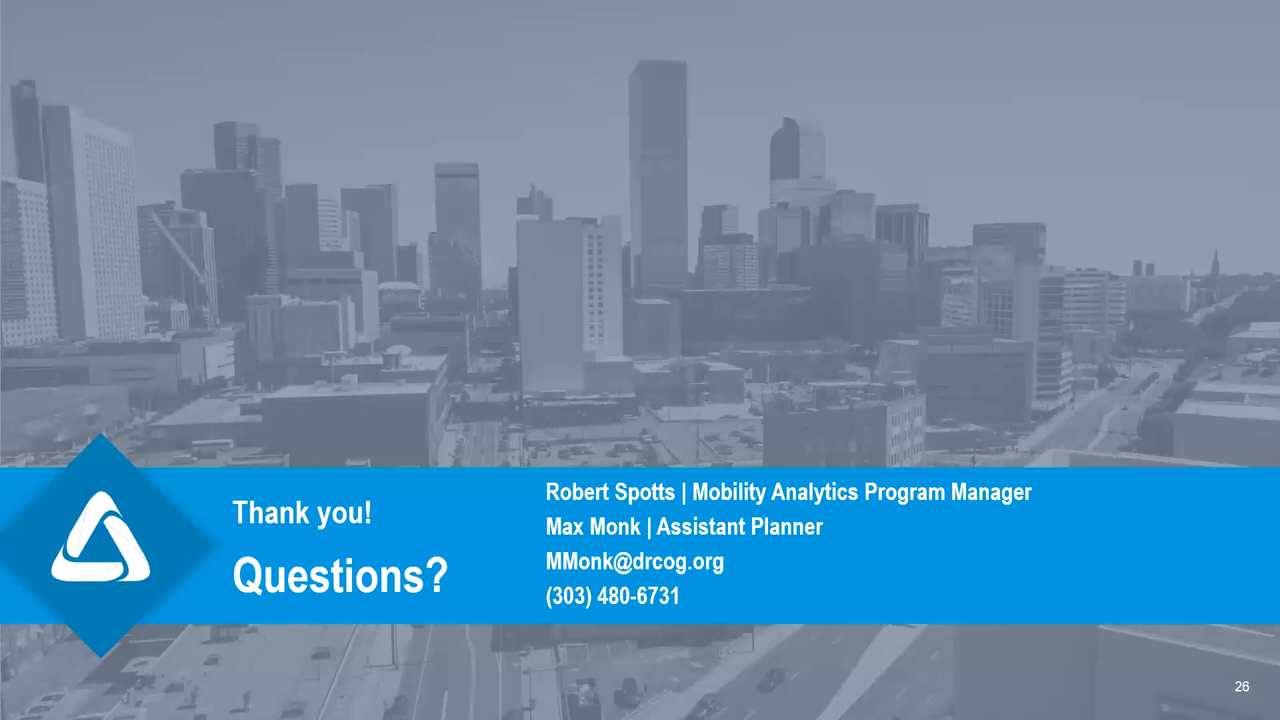 Thank you!
Questions?
Robert Spotts | Mobility Analytics Program Manager
Max Monk | Assistant Planner
MMonk@drcog.org
(303) 480-6731
26